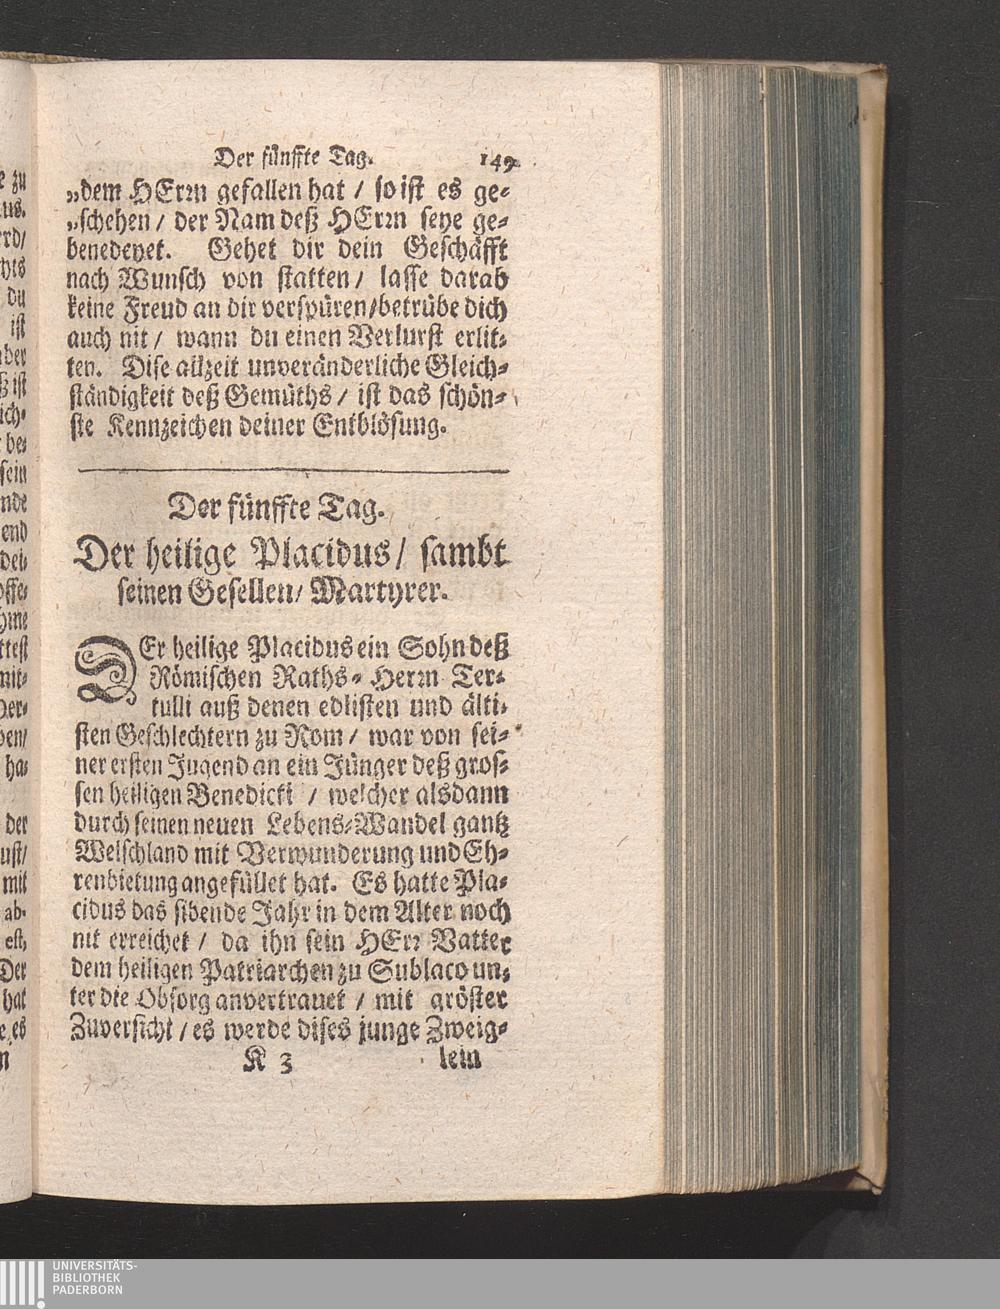 Der fünffte Tag. 149
„dem HErrn gefallen hat / so ist es ge-
„schehen / der Nam deß HErrn seye ge-
benedeyet. Gehet dir dein Geschäfft
nach Wunsch von statten / lasse darab
keine Freud an dir verspüren / betrübe dich
auch nit / wann du einen Verlurst erlit-
ten. Dise allzeit unveränderliche Gleich-
ständigkeit deß Gemüths / ist das schön-
ste Kennzeichen deiner Entblösung.
Der fünffte Tag.
Der heilige Placidus / sambt
seinen Gesellen / Martyrer.
DEr heilige Placidus ein Sohn deß
Römischen Raths-Herrn Ter-
tulli auß denen edlisten und älti-
sten Geschlechtern zu Rom / war von sei-
ner ersten Jugend an ein Jünger deß gros-
sen heiligen Benedicti / welcher alsdann
durch seinen neuen Lebens-Wandel gantz
Welschland mit Verwunderung und Eh-
renbietung angefüllet hat. Es hatte Pla-
cidus das sibende Jahr in dem Alter noch
nit erreichet / da ihn sein HErr Vatter
dem heiligen Patriarchen zu Sublaco un-
ter die Obsorg anvertrauet / mit gröster
Zuversicht / es werde dises junge Zweig-
K 3 lein
UNIVERSITÄTS-
BIBLIOTHEK
PADERBORN